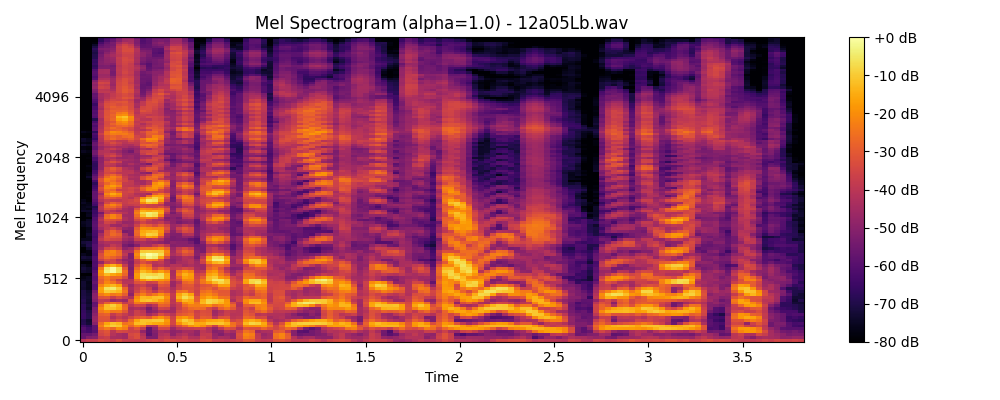 Mel Spectrogram (alpha=1.0) - 12a05Lb.wav
Mel Frequency
4096
2048
1024
512
0
0
0.5
1
1.5
2
2.5
3
3.5
Time
+0 dB
-10 dB
-20 dB
-30 dB
-40 dB
-50 dB
-60 dB
-70 dB
-80 dB